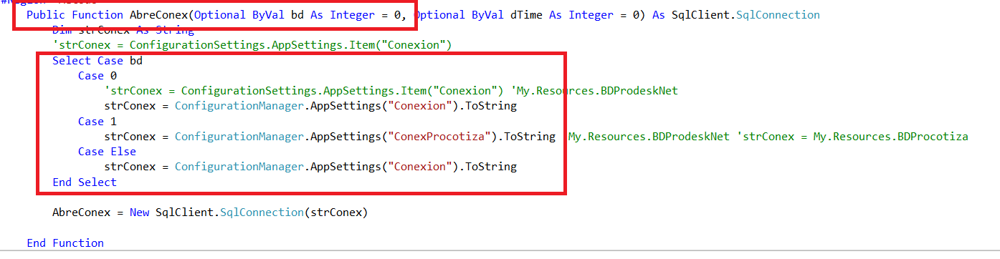 Public Function AbreConex(Optional ByVal bd As Integer = 0, Optional ByVal dTime As Integer = 0) As SqlClient.SqlConnection
Dim strConex As String
'strConex = ConfigurationSettings.AppSettings.Item("Conexion")
Select Case bd
Case 0
'strConex = ConfigurationSettings.AppSettings.Item("Conexion") 'My.Resources.BDProdeskNet
strConex = ConfigurationManager.AppSettings("Conexion").ToString
Case 1
strConex = ConfigurationManager.AppSettings("ConexProcotiza").ToString My.Resources.BDProdeskNet 'strConex = My.Resources.BDProcotiza
Case Else
strConex = ConfigurationManager.AppSettings("Conexion").ToString
End Select
AbreConex = New SqlClient.SqlConnection(strConex)
End Function